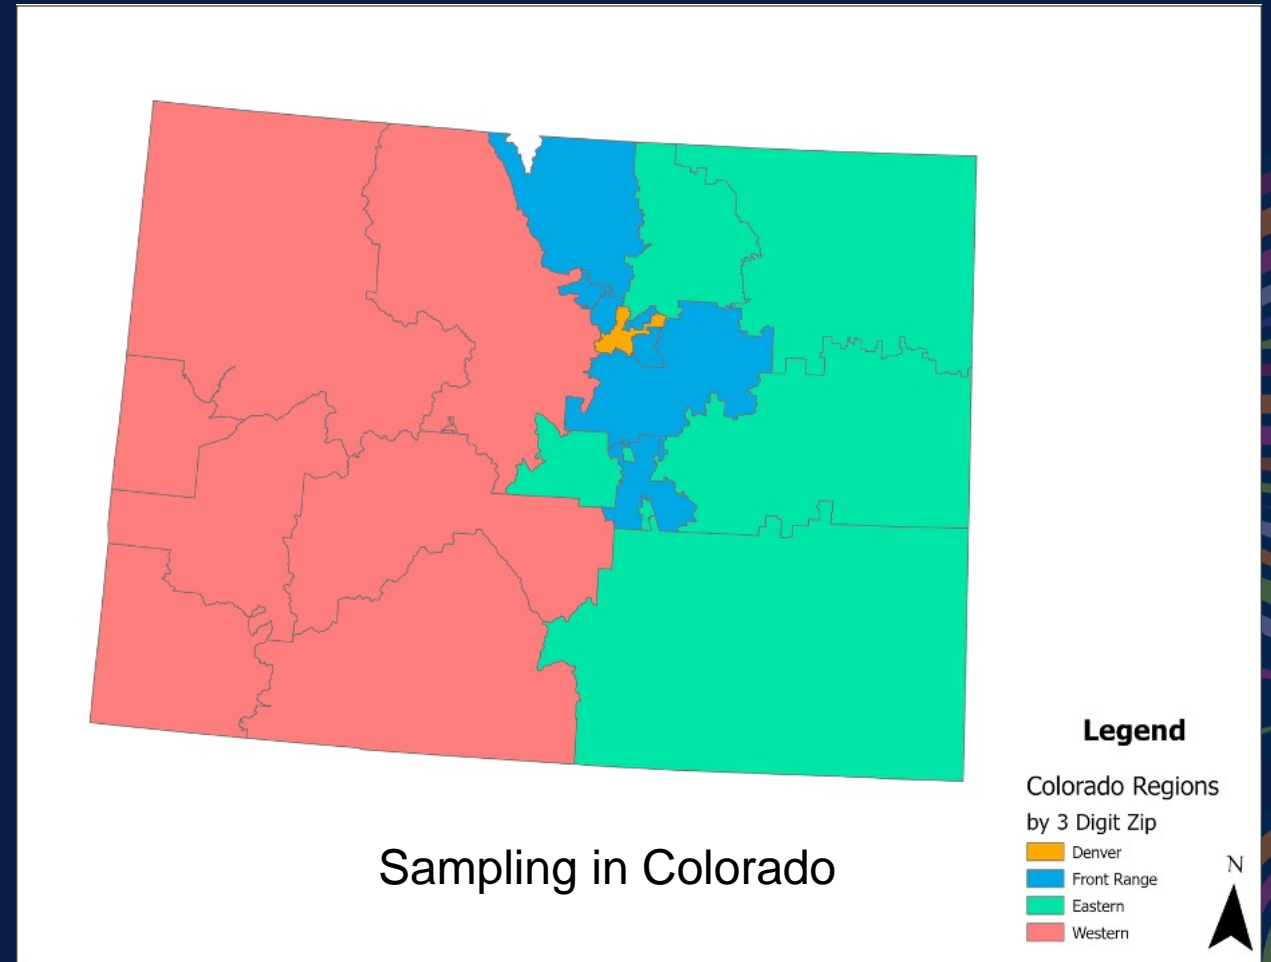 Legend
Colorado Regions
by 3 Digit Zip
Denver
Front Range
Eastern
Western
N
Sampling in Colorado